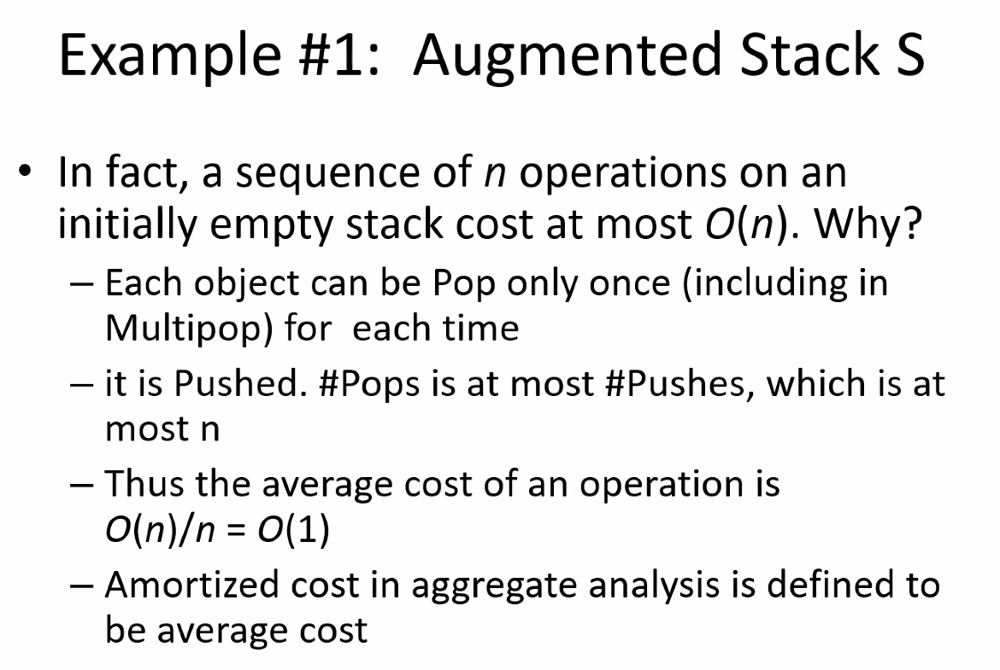 Example #1:  Augmented Stack S
• In fact, a sequence of n operations on an
initially empty stack cost at most O(n). Why?
– Each object can be Pop only once (including in
Multipop) for  each time
– it is Pushed. #Pops is at most #Pushes, which is at
most n
– Thus the average cost of an operation is
O(n)/n = O(1)
– Amortized cost in aggregate analysis is defined to
be average cost